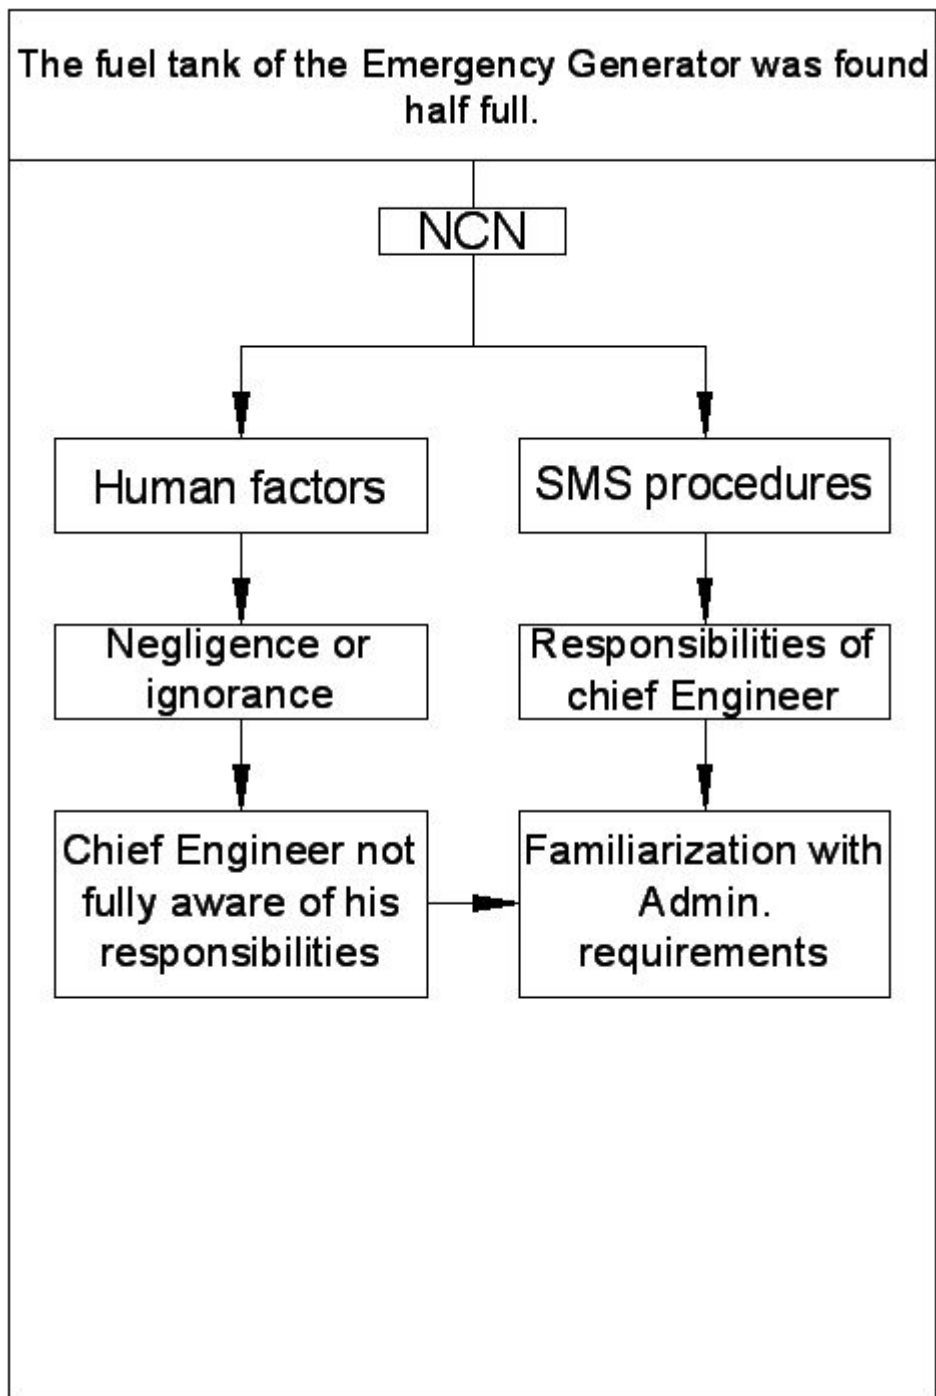 The fuel tank of the Emergency Generator was found
half full.
NCN
Human factors
SMS procedures
Negligence or
ignorance
Responsibilities of
chief Engineer
Chief Engineer not
fully aware of his
responsibilities
Familiarization with
Admin.
requirements